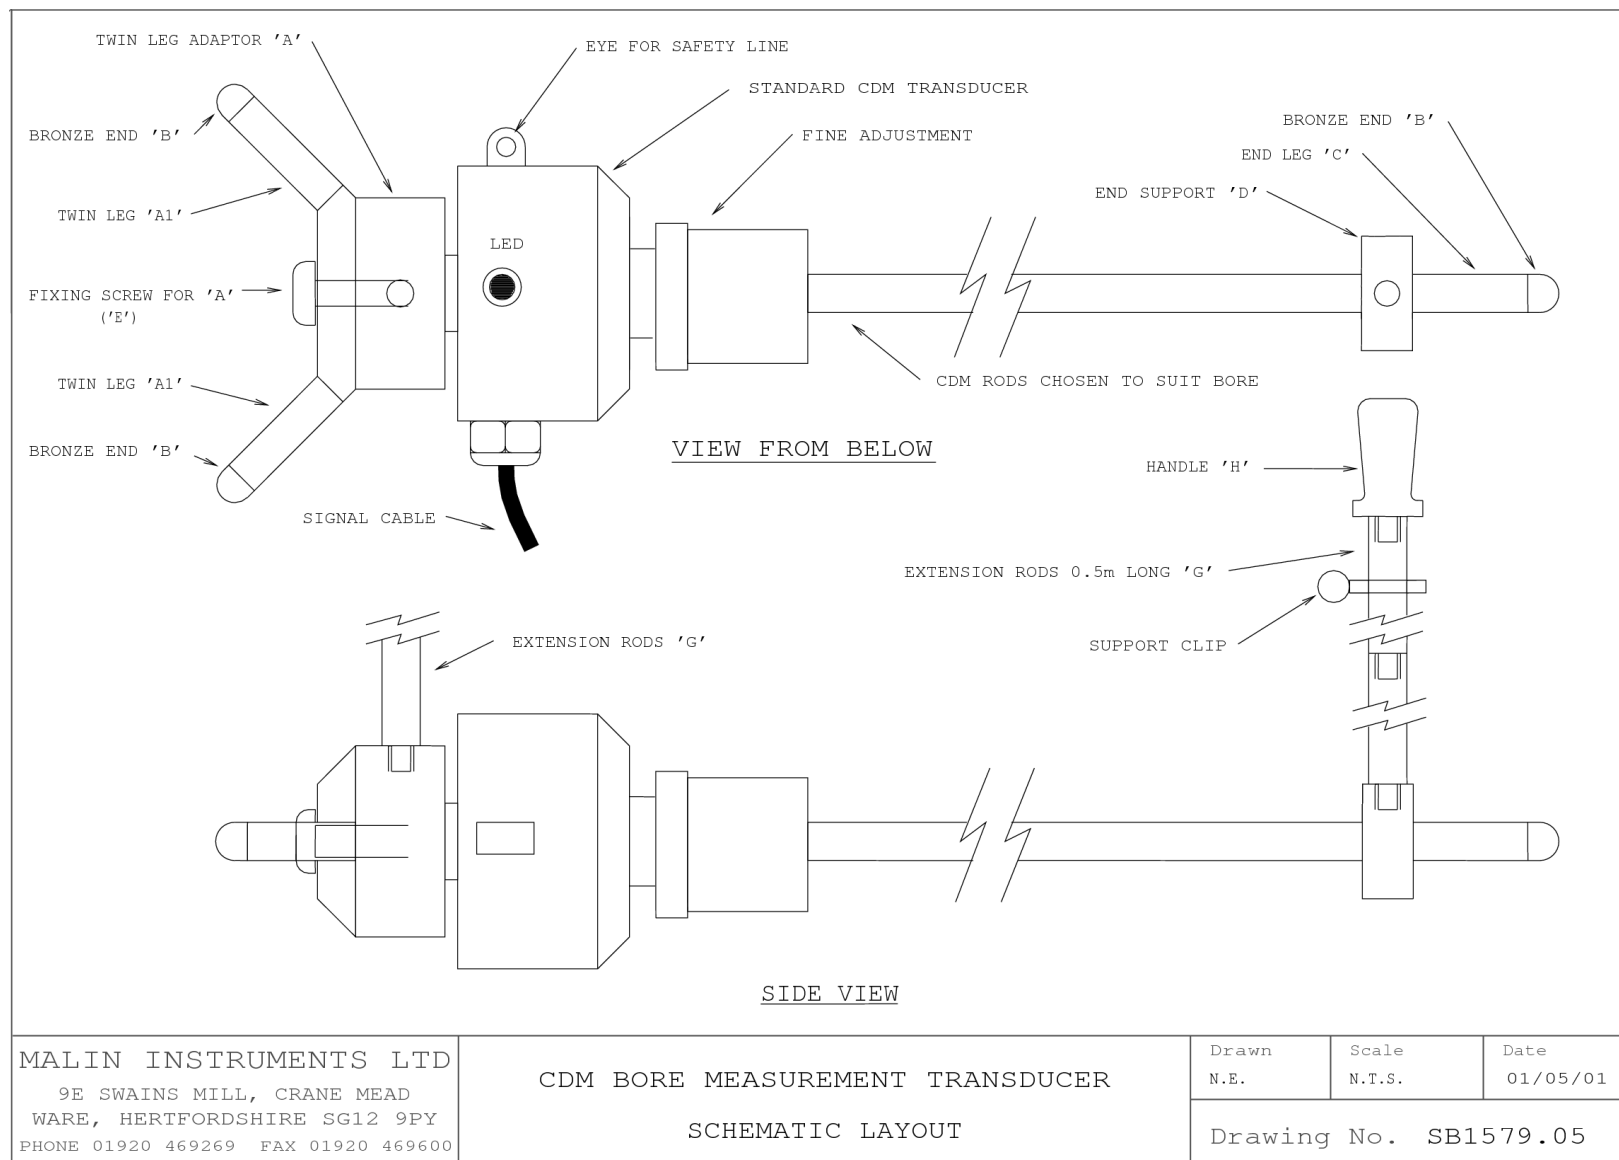 TWIN LEG ADAPTOR 'A'
EYE FOR SAFETY LINE
STANDARD CDM TRANSDUCER
BRONZE END 'B'
FINE ADJUSTMENT
BRONZE END 'B'
END LEG 'C'
END SUPPORT 'D'
TWIN LEG 'A1'
LED
FIXING SCREW FOR 'A'
('E')
TWIN LEG 'A1'
CDM RODS CHOSEN TO SUIT BORE
BRONZE END 'B'
VIEW FROM BELOW
HANDLE 'H'
SIGNAL CABLE
EXTENSION RODS 0.5m LONG 'G'
EXTENSION RODS 'G'
SUPPORT CLIP
SIDE VIEW
MALIN INSTRUMENTS LTD
9E SWAINS MILL, CRANE MEAD
WARE, HERTFORDSHIRE SG12 9PY
PHONE 01920 469269 FAX 01920 469600
CDM BORE MEASUREMENT TRANSDUCER
SCHEMATIC LAYOUT
Drawn
N.E.
Scale
N.T.S.
Date
01/05/01
Drawing No. SB1579.05